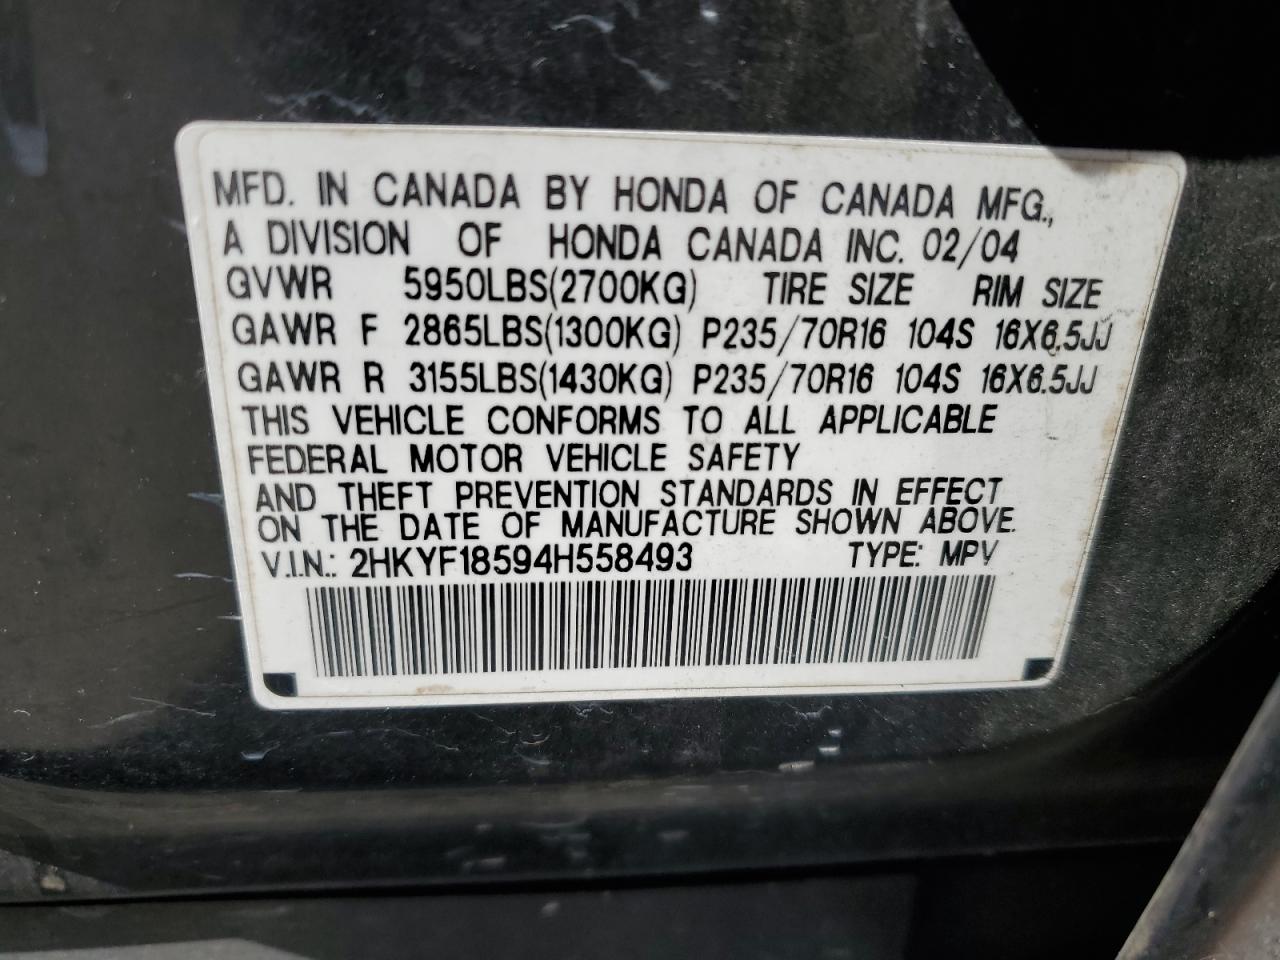 MFD. IN CANADA BY HONDA OF CANADA MFG.,
A DIVISION OF HONDA CANADA INC. 02/04
GVWR 5950LBS(2700KG) TIRE SIZE RIM SIZE
GAWR F 2865LBS(1300KG) P235/70R16 104S 16X6.5JJ
GAWR R 3155LBS(1430KG) P235/70R16 104S 16X6.5JJ
THIS VEHICLE CONFORMS TO ALL APPLICABLE
FEDERAL MOTOR VEHICLE SAFETY
AND THEFT PREVENTION STANDARDS IN EFFECT
ON THE DATE OF MANUFACTURE SHOWN ABOVE.
V.I.N.: 2HKYF18594H558493 TYPE: MPV